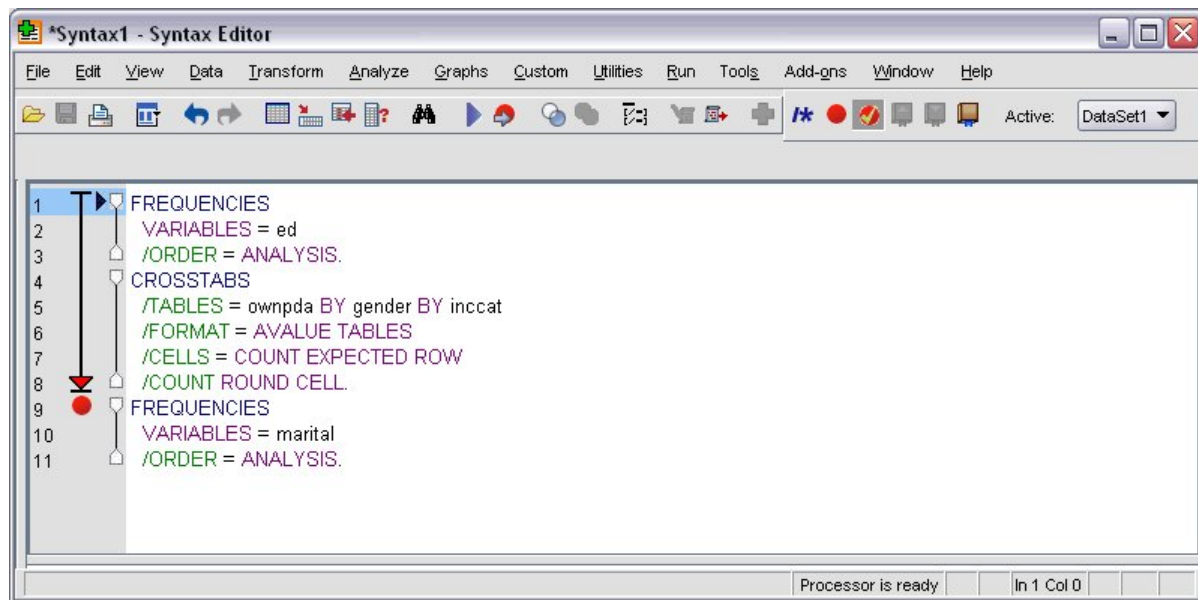 *Syntax1 - Syntax Editor
File Edit View Data Transform Analyze Graphs Custom Utilities Run Tools Add-ons Window Help
/* Active: DataSet1
1 FREQUENCIES
2 VARIABLES = ed
3 /ORDER = ANALYSIS.
4 CROSSTABS
5 /TABLES = ownpda BY gender BY inccat
6 /FORMAT = AVALUE TABLES
7 /CELLS = COUNT EXPECTED ROW
8 /COUNT ROUND CELL.
9 FREQUENCIES
10 VARIABLES = marital
11 /ORDER = ANALYSIS.
Processor is ready In 1 Col 0